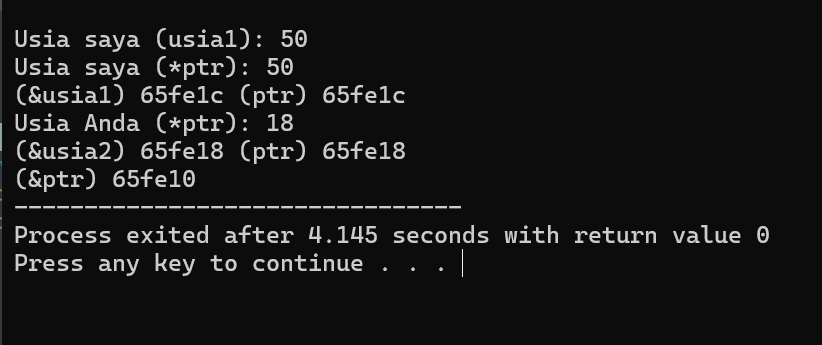 Usia saya (usia1): 50
Usia saya (*ptr): 50
(&usia1) 65fe1c (ptr) 65fe1c
Usia Anda (*ptr): 18
(&usia2) 65fe18 (ptr) 65fe18
(&ptr) 65fe10
--------------------------------
Process exited after 4.145 seconds with return value 0
Press any key to continue . . .